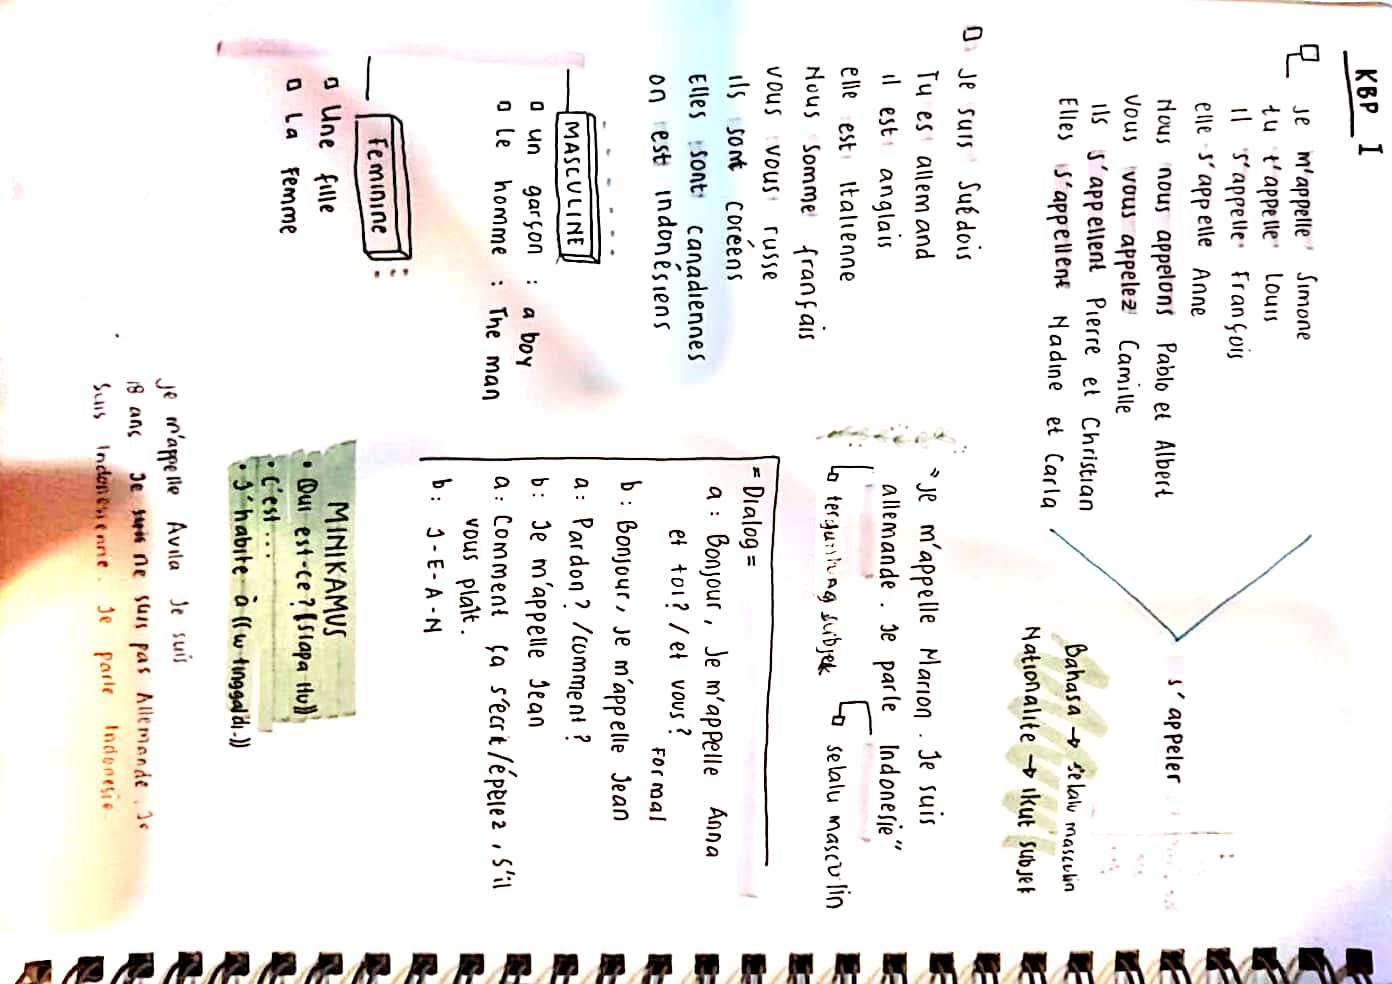 KBP I
Je m'appelle Simone
tu t'appelle Louis
Il s'appelle François
elle s'appelle Anne
Nous nous appelons Pablo et Albert
Vous vous appelez Camille
Ils s'appellent Pierre et Christian
Elles s'appellent Nadine et Carla
s'appeler
Bahasa → selalu masculin
Nationalite → ikut subjek
Je suis Suédois
Tu es allemand
il est anglais
elle est Italienne
Nous somme français
vous vous russe
ils sont coréens
Elles sont canadiennes
on est indonésiens
"Je m'appelle Marion. Je suis
allemande. Je parle Indonesie"
↳ tergantung subjek
↳ selalu masculin
MASCULINE
un garçon : a boy
le homme : The man
Feminine
Une fille
La Femme
= Dialog =
a : Bonjour, Je m'appelle Anna
et toi? / et vous?
Formal
b : Bonjour, je m'appelle Jean
a : Pardon? / comment?
b : Je m'appelle Jean
a : Comment ça s'écrit/épelez, s'il
vous plaît.
b : J-E-A-N
MINIKAMUS
• Qui est-ce? ((siapa itu))
• C'est...
• J'habite à ((w tinggal di..))
Je m'appelle Avila Je suis
18 ans Je suis ne suis pas Allemande. Je
suis Indonesienne. Je parle Indonesie.